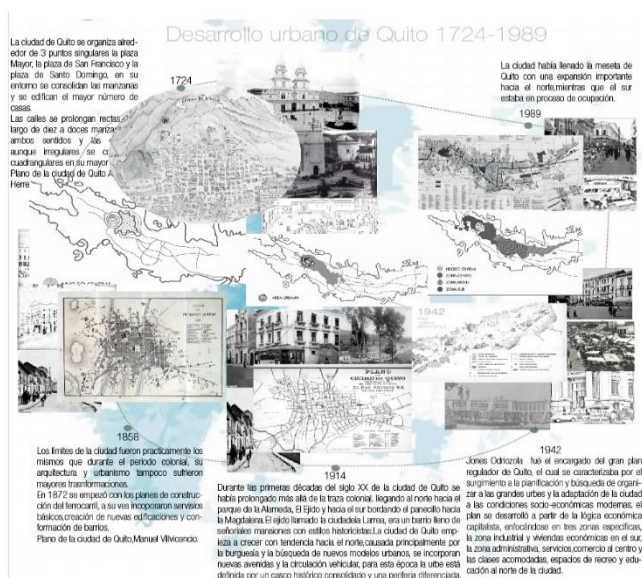 Desarrollo urbano de Quito 1724-1989
La ciudad de Quito se organiza alred-
edor de 3 puntos singulares la plaza
Mayor, la plaza de San Francisco y la
plaza de Santo Domingo, en su
entorno se consolidan las manzanas
y se edifican el mayor número de
casas.
Las calles se prolongan rectas
largo de diez a doces manza
ambos sentidos y las
aunque irregulares se
cuadrangulares en su mayor
Plano de la ciudad de Quito A
Herre
1724
La ciudad había llenado la meseta de
Quito con una expansión importante
hacia el norte,mientras que el sur
estaba en proceso de ocupación.
1989
AREA URBANA
1942
PLANO
CIUDAD DE QUITO
1858
Los límites de la ciudad fueron practicamente los
mismos que durante el periodo colonial, su
arquitectura y urbanismo tampoco sufrieron
mayores trasnformaciones.
En 1872 se empezó con los planes de construc-
ción del ferrocarril, a su ves incorporaron servisios
básicos,creación de nuevas edificaciones y con-
formación de barrios.
Plano de la ciudad de Quito,Manuel Villvicencio.
1914
Durante las primeras décadas del siglo XX de la ciudad de Quito se
había prolongado más allá de la traza colonial, llegando al norte hacia el
parque de la Alameda, El Ejido y hacia el sur bordando el panecillo hasta
la Magdalena.El ejido llamado la ciudadela Larrea, era un barrio lleno de
señoriales mansiones con estilos historicistas.La ciudad de Quito emp-
ieza a crecer con tendencia hacia el norte,causada principalmente por
la burguesía y la búsqueda de nuevos modelos urbanos, se incorporan
nuevas avenidas y la circulación vehicular, para esta época la urbe está
definida por un casco histórico consolidado y una periferia diferenciada.
1942
Jones Odriozola fué el encargado del gran plan
regulador de Quito, el cual se caracterizaba por el
surgimiento a la planificación y búsqueda de organi-
zar a las grandes urbes y la adaptación de la ciudad
a las condiciones socio-económicas modernas, el
plan se desarrolló a partir de la lógica económica
capitalista, enfocándose en tres zonas específicas,
la zona industrial y viviendas económicas en el sur,
la zona administrativa, servicios,comercio al centro y
las clases acomodadas, espacios de recreo y edu-
cación al norte de la ciudad.